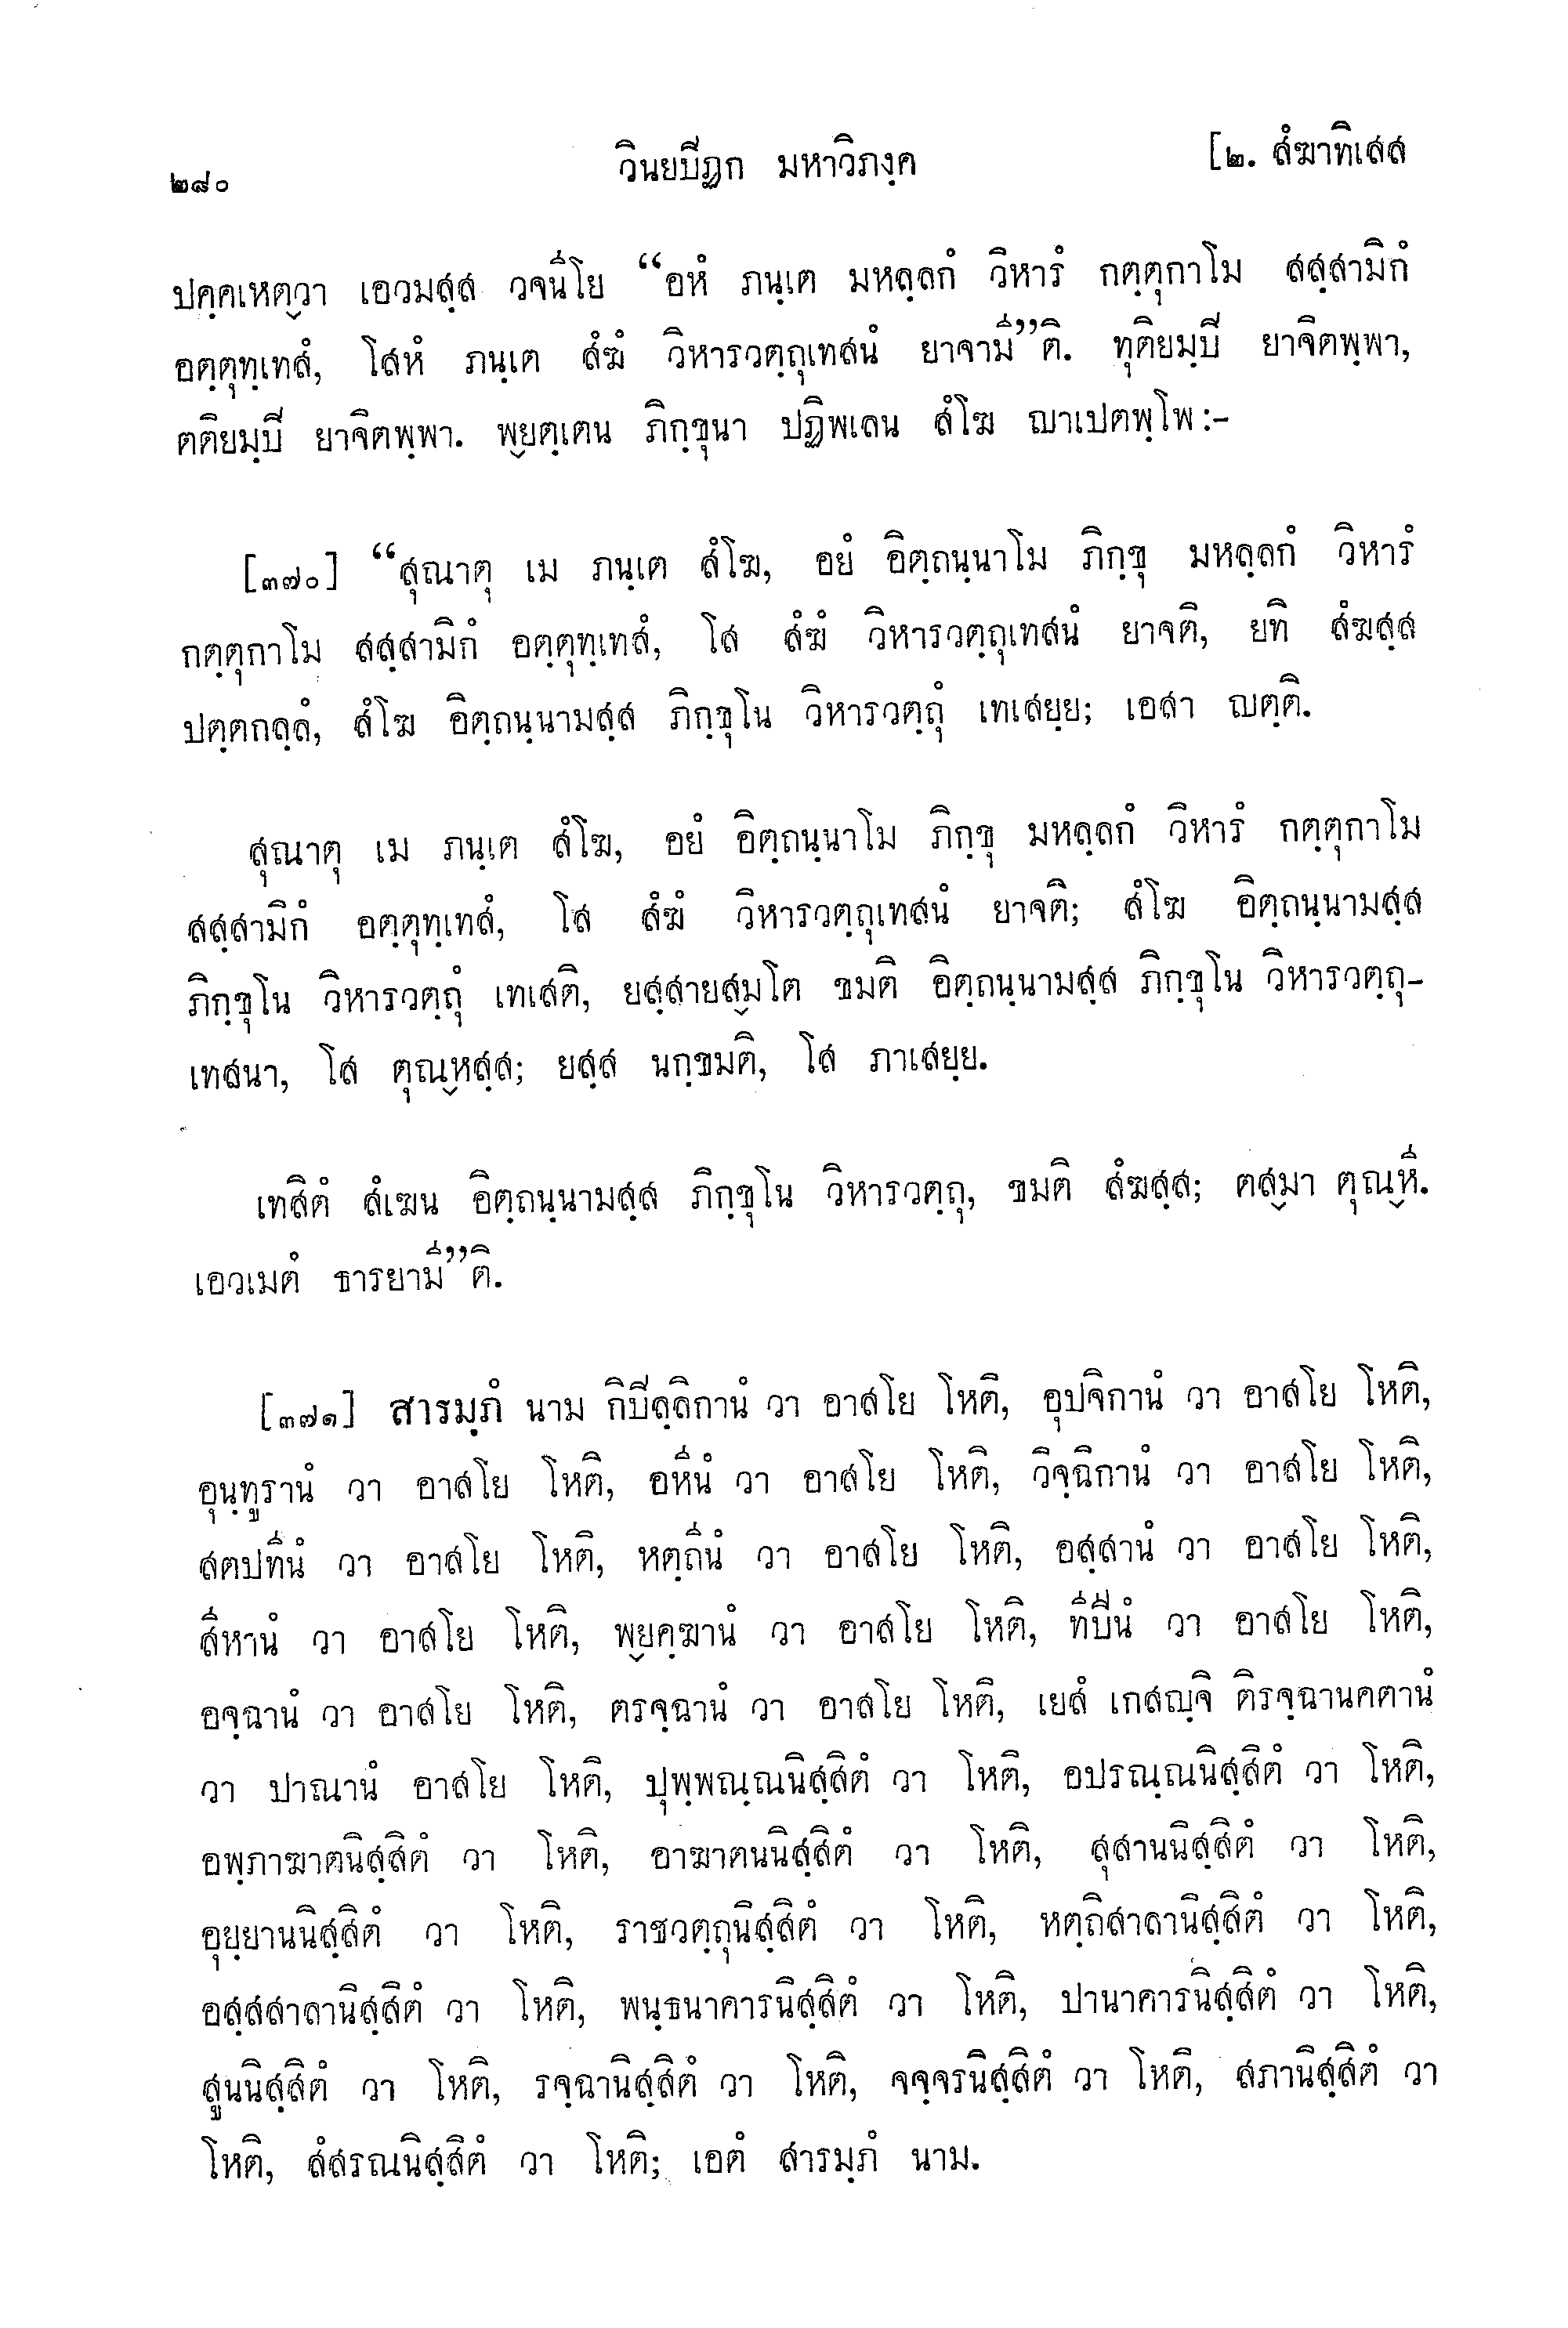 ๒๘๐ วินยปิฏก มหาวิภงฺค [๒. สํฆาทิเสส
ปคฺคเหต๎วา เอวมสฺส วจนีโย “อหํ ภนฺเต มหลฺลกํ วิหารํ กตฺตุกาโม สสฺสามิกํ
อตฺตุทฺเทสํ, โสหํ ภนฺเต สํฆํ วิหารวตฺถุเทสนํ ยาจามี”ติ. ทุติยมฺปิ ยาจิตพฺพา,
ตติยมฺปิ ยาจิตพฺพา. พ๎ยตฺเตน ภิกฺขุนา ปฏิพเลน สํโฆ ญาเปตพฺโพ :–
[๓๗๐] “สุณาตุ เม ภนฺเต สํโฆ, อยํ อิตฺถนฺนาโม ภิกฺขุ มหลฺลกํ วิหารํ
กตฺตุกาโม สสฺสามิกํ อตฺตุทฺเทสํ, โส สํฆํ วิหารวตฺถุเทสนํ ยาจติ, ยทิ สํฆสฺส
ปตฺตกลฺลํ, สํโฆ อิตฺถนฺนามสฺส ภิกฺขุโน วิหารวตฺถุํ เทเสยฺย; เอสา ญตฺติ.
สุณาตุ เม ภนฺเต สํโฆ, อยํ อิตฺถนฺนาโม ภิกฺขุ มหลฺลกํ วิหารํ กตฺตุกาโม
สสฺสามิกํ อตฺตุทฺเทสํ, โส สํฆํ วิหารวตฺถุเทสนํ ยาจติ; สํโฆ อิตฺถนฺนามสฺส
ภิกฺขุโน วิหารวตฺถุํ เทเสติ, ยสฺสายส๎มโต ขมติ อิตฺถนฺนามสฺส ภิกฺขุโน วิหารวตฺถุ–
เทสนา, โส ตุณ๎หสฺส; ยสฺส นกฺขมติ, โส ภาเสยฺย.
เทสิตํ สํเฆน อิตฺถนฺนามสฺส ภิกฺขุโน วิหารวตฺถุ, ขมติ สํฆสฺส; ตส๎มา ตุณ๎หี.
เอวเมตํ ธารยามี”ติ.
[๓๗๑] สารมฺภํ นาม กิปิลฺลิกานํ วา อาสโย โหติ, อุปจิกานํ วา อาสโย โหติ,
อุนฺทูรานํ วา อาสโย โหติ, อหีนํ วา อาสโย โหติ, วิจฺฉิกานํ วา อาสโย โหติ,
สตปทีนํ วา อาสโย โหติ, หตฺถีนํ วา อาสโย โหติ, อสฺสานํ วา อาสโย โหติ,
สีหานํ วา อาสโย โหติ, พ๎ยคฺฆานํ วา อาสโย โหติ, ทีปีนํ วา อาสโย โหติ,
อจฺฉานํ วา อาสโย โหติ, ตรจฺฉานํ วา อาสโย โหติ, เยสํ เกสญฺจิ ติรจฺฉานคตานํ
วา ปาณานํ อาสโย โหติ, ปุพฺพณฺณนิสฺสิตํ วา โหติ, อปรณฺณนิสฺสิตํ วา โหติ,
อพฺภาฆาตนิสฺสิตํ วา โหติ, อาฆาตนนิสฺสิตํ วา โหติ, สุสานนิสฺสิตํ วา โหติ,
อุยฺยานนิสฺสิตํ วา โหติ, ราชวตฺถุนิสฺสิตํ วา โหติ, หตฺถิสาลานิสฺสิตํ วา โหติ,
อสฺสสาลานิสฺสิตํ วา โหติ, พนฺธนาคารนิสฺสิตํ วา โหติ, ปานาคารนิสฺสิตํ วา โหติ,
สูนนิสฺสิตํ วา โหติ, รจฺฉานิสฺสิตํ วา โหติ, จจฺจรนิสฺสิตํ วา โหติ, สภานิสฺสิตํ วา
โหติ, สํสรณนิสฺสิตํ วา โหติ; เอตํ สารมฺภํ นาม.